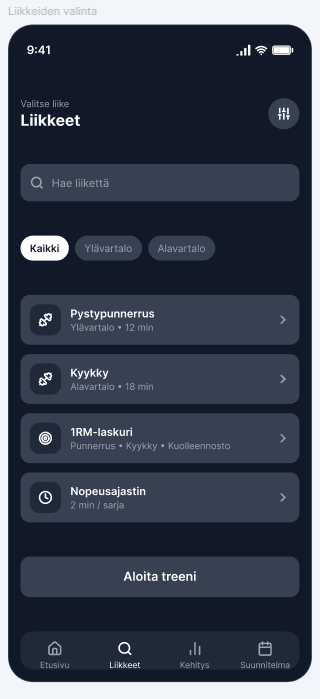 Liikkeiden valinta
9:41
Valitse liike
Liikkeet
Hae liikettä
Kaikki
Ylävartalo
Alavartalo
Pystypunnerrus
Ylävartalo • 12 min
Kyykky
Alavartalo • 18 min
1RM-laskuri
Punnerrus • Kyykky • Kuolleennosto
Nopeusajastin
2 min / sarja
Aloita treeni
Etusivu
Liikkeet
Kehitys
Suunnitelma